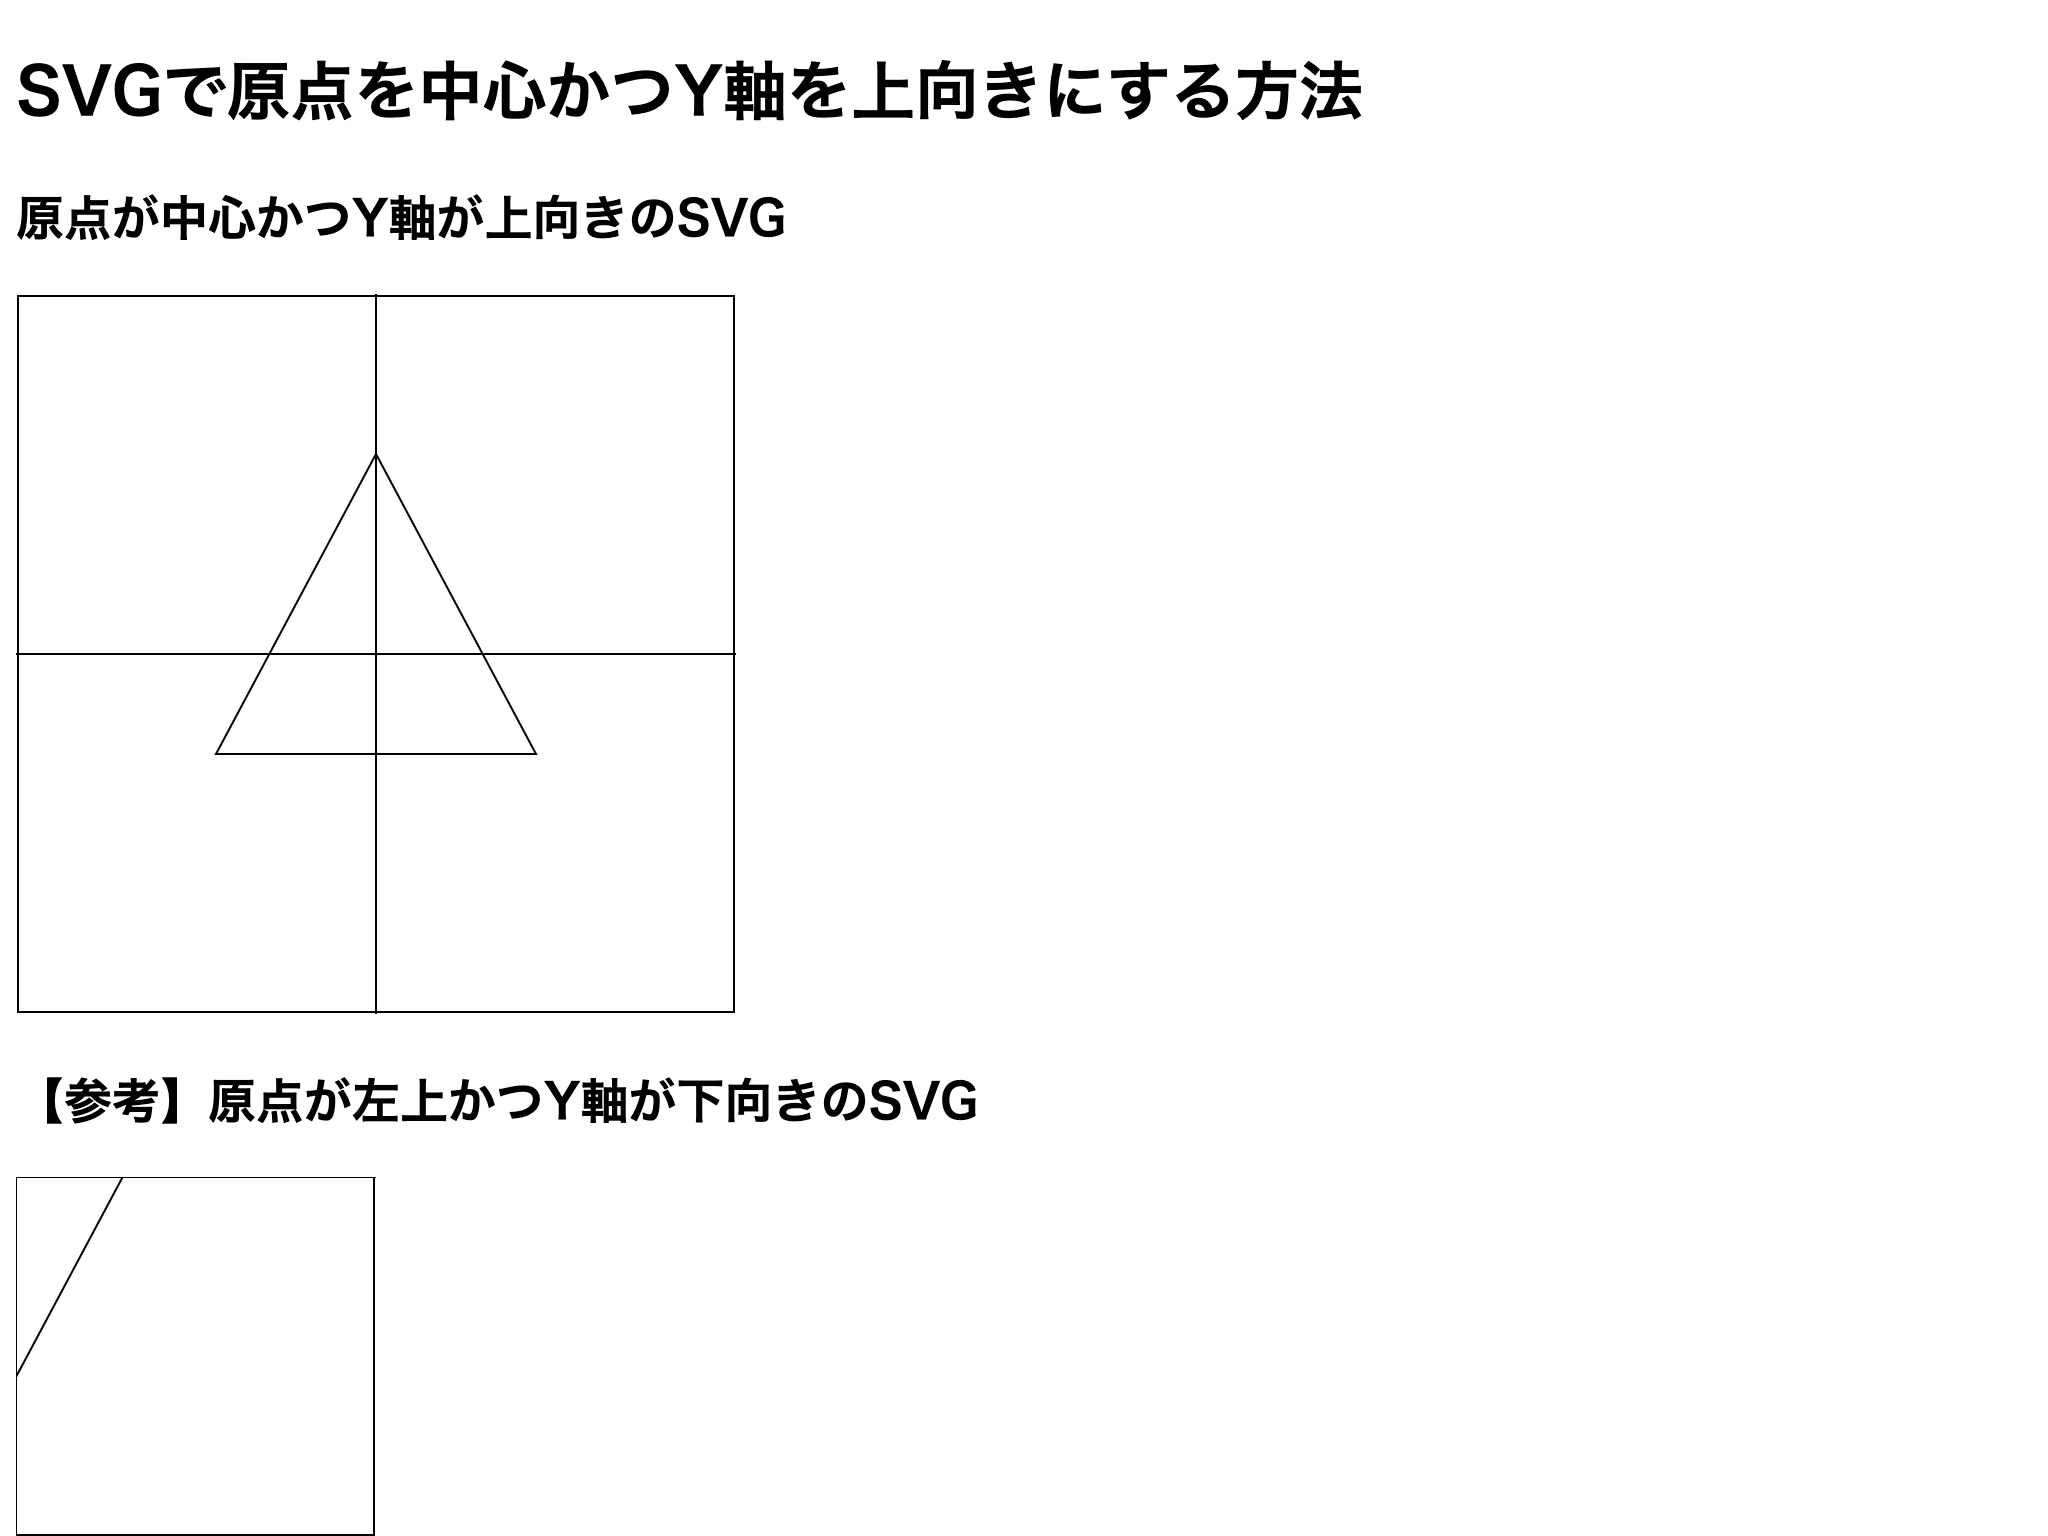 SVGで原点を中心かつY軸を上向きにする方法
原点が中心かつY軸が上向きのSVG
【参考】原点が左上かつY軸が下向きのSVG